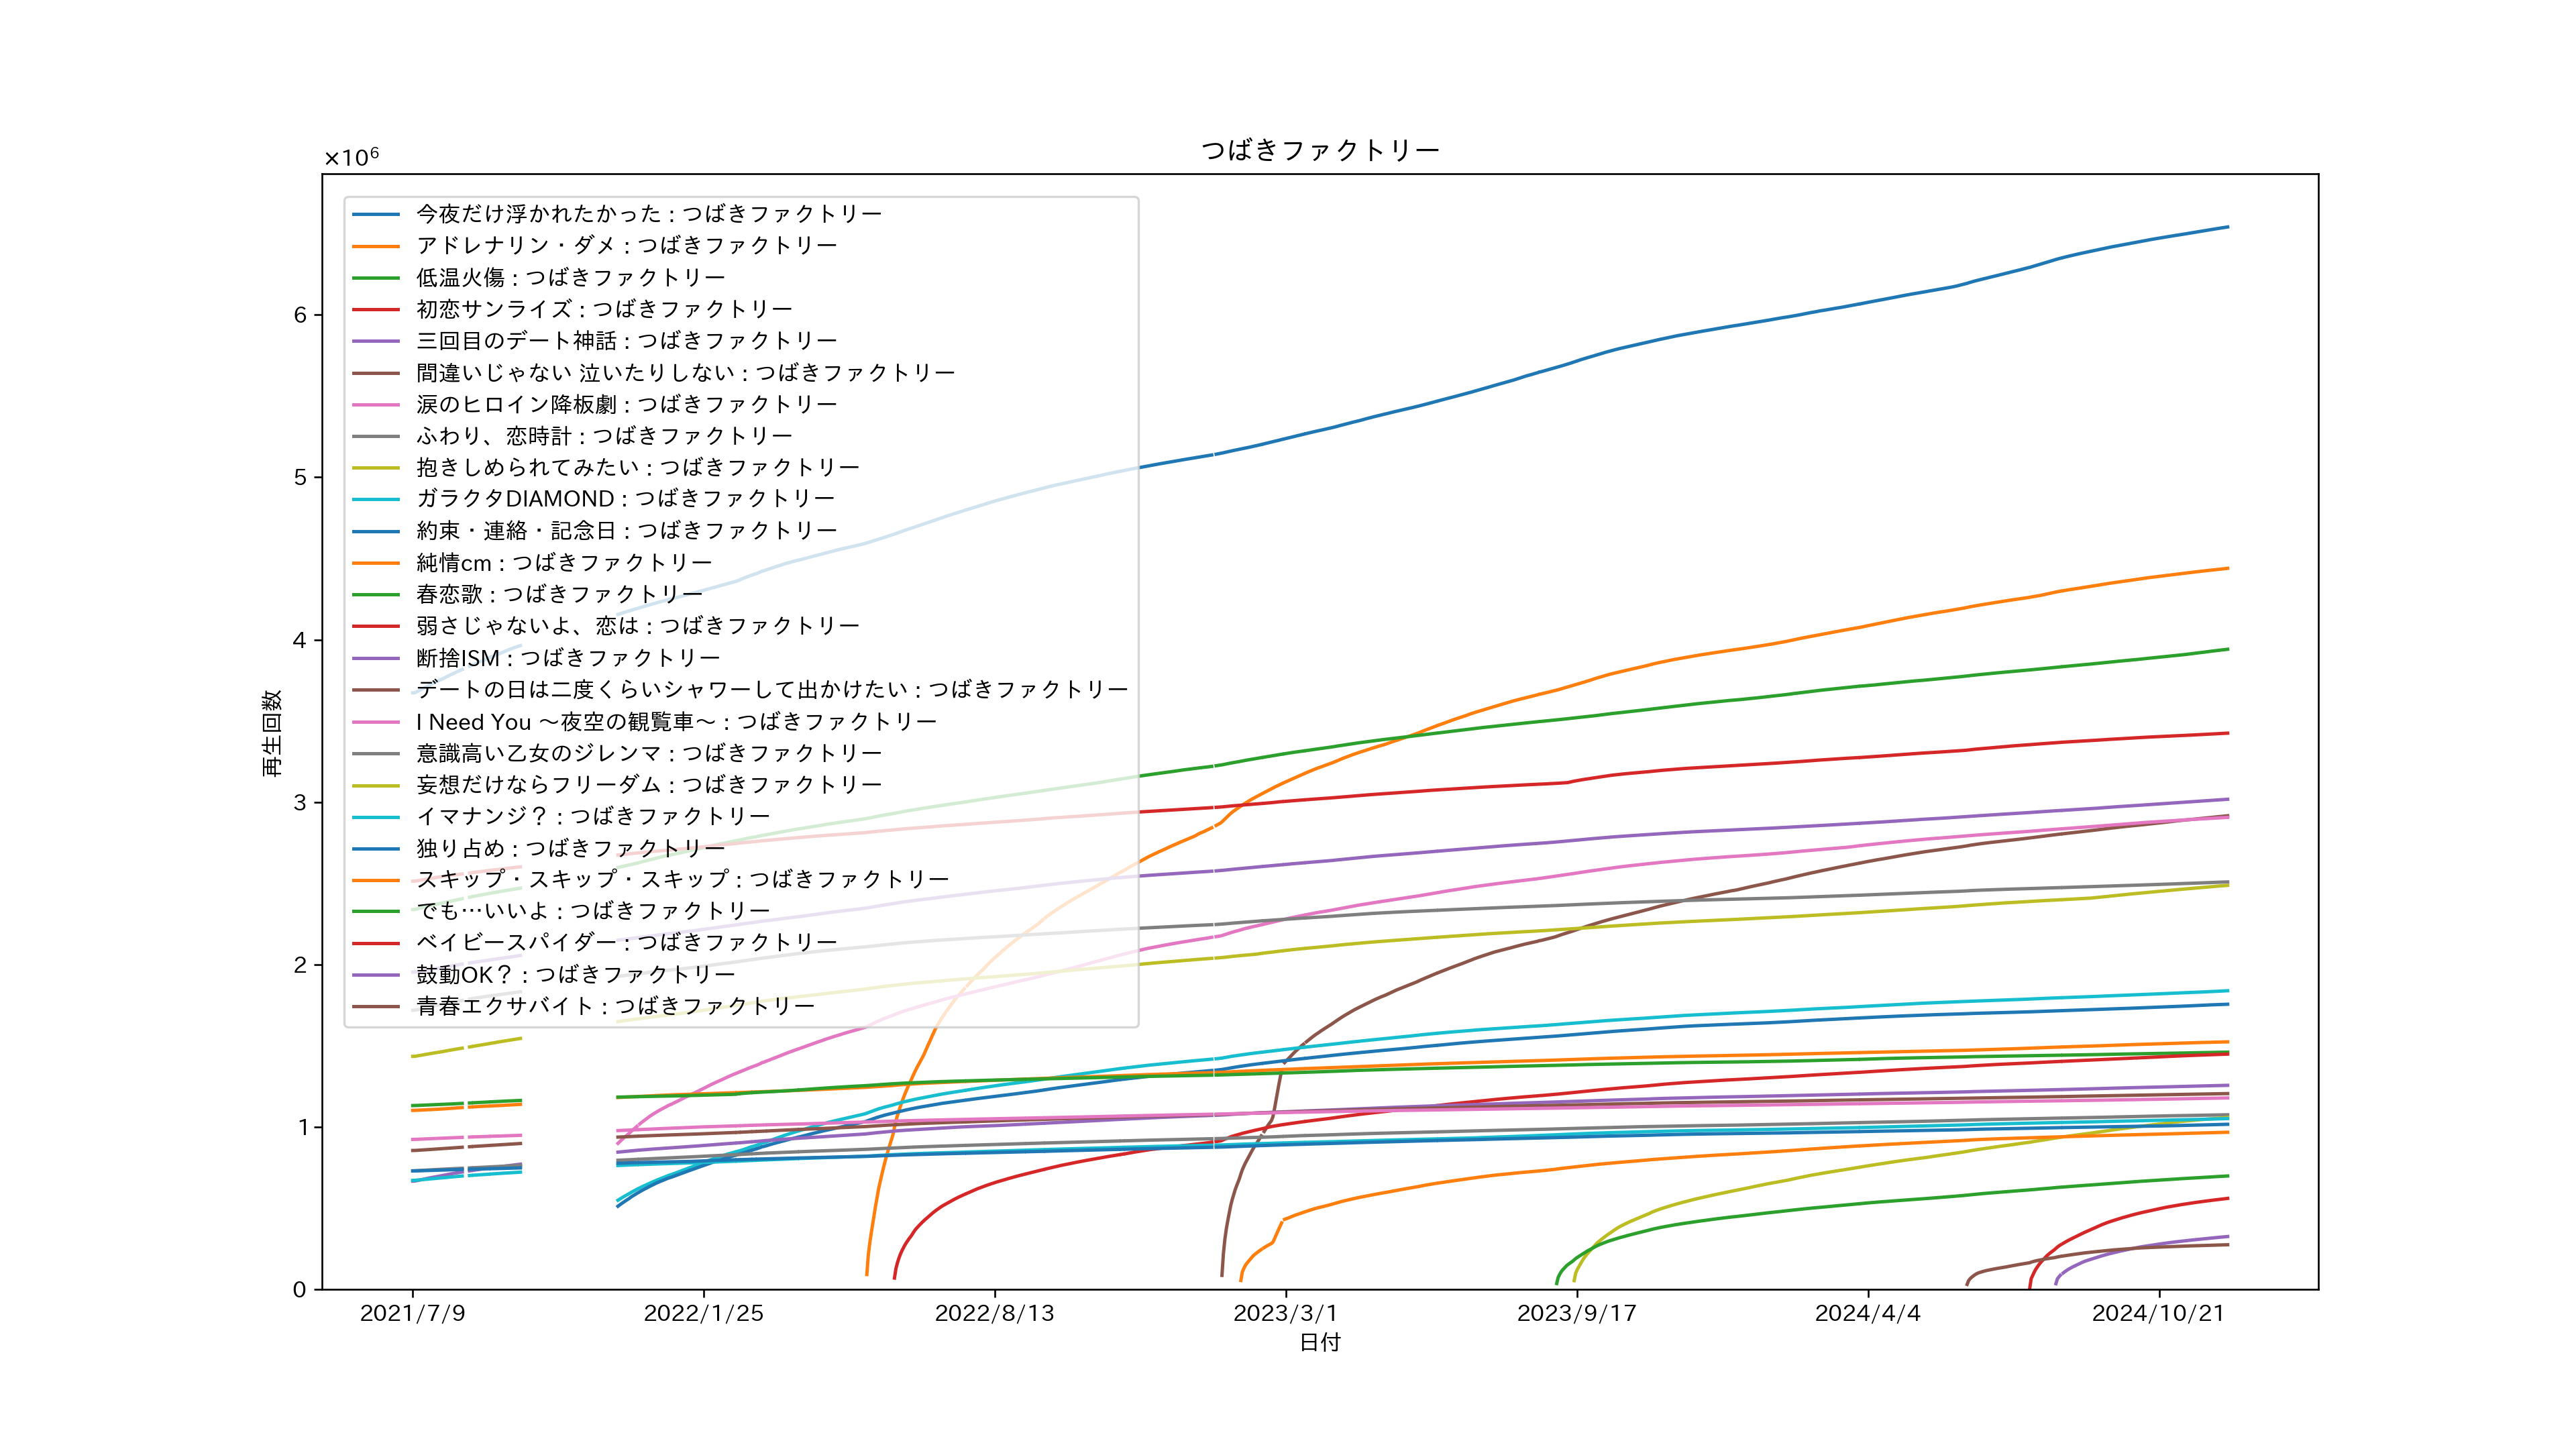 つばきファクトリー
×10⁶
今夜だけ浮かれたかった : つばきファクトリー
アドレナリン・ダメ : つばきファクトリー
低温火傷 : つばきファクトリー
初恋サンライズ : つばきファクトリー
三回目のデート神話 : つばきファクトリー
間違いじゃない 泣いたりしない : つばきファクトリー
涙のヒロイン降板劇 : つばきファクトリー
ふわり、恋時計 : つばきファクトリー
抱きしめられてみたい : つばきファクトリー
ガラクタDIAMOND : つばきファクトリー
約束・連絡・記念日 : つばきファクトリー
純情cm : つばきファクトリー
春恋歌 : つばきファクトリー
弱さじゃないよ、恋は : つばきファクトリー
断捨ISM : つばきファクトリー
デートの日は二度くらいシャワーして出かけたい : つばきファクトリー
I Need You ～夜空の観覧車～ : つばきファクトリー
意識高い乙女のジレンマ : つばきファクトリー
妄想だけならフリーダム : つばきファクトリー
イマナンジ？ : つばきファクトリー
独り占め : つばきファクトリー
スキップ・スキップ・スキップ : つばきファクトリー
でも…いいよ : つばきファクトリー
ベイビースパイダー : つばきファクトリー
鼓動OK？ : つばきファクトリー
青春エクサバイト : つばきファクトリー
6
5
4
3
2
1
0
再生回数
2021/7/9
2022/1/25
2022/8/13
2023/3/1
2023/9/17
2024/4/4
2024/10/21
日付